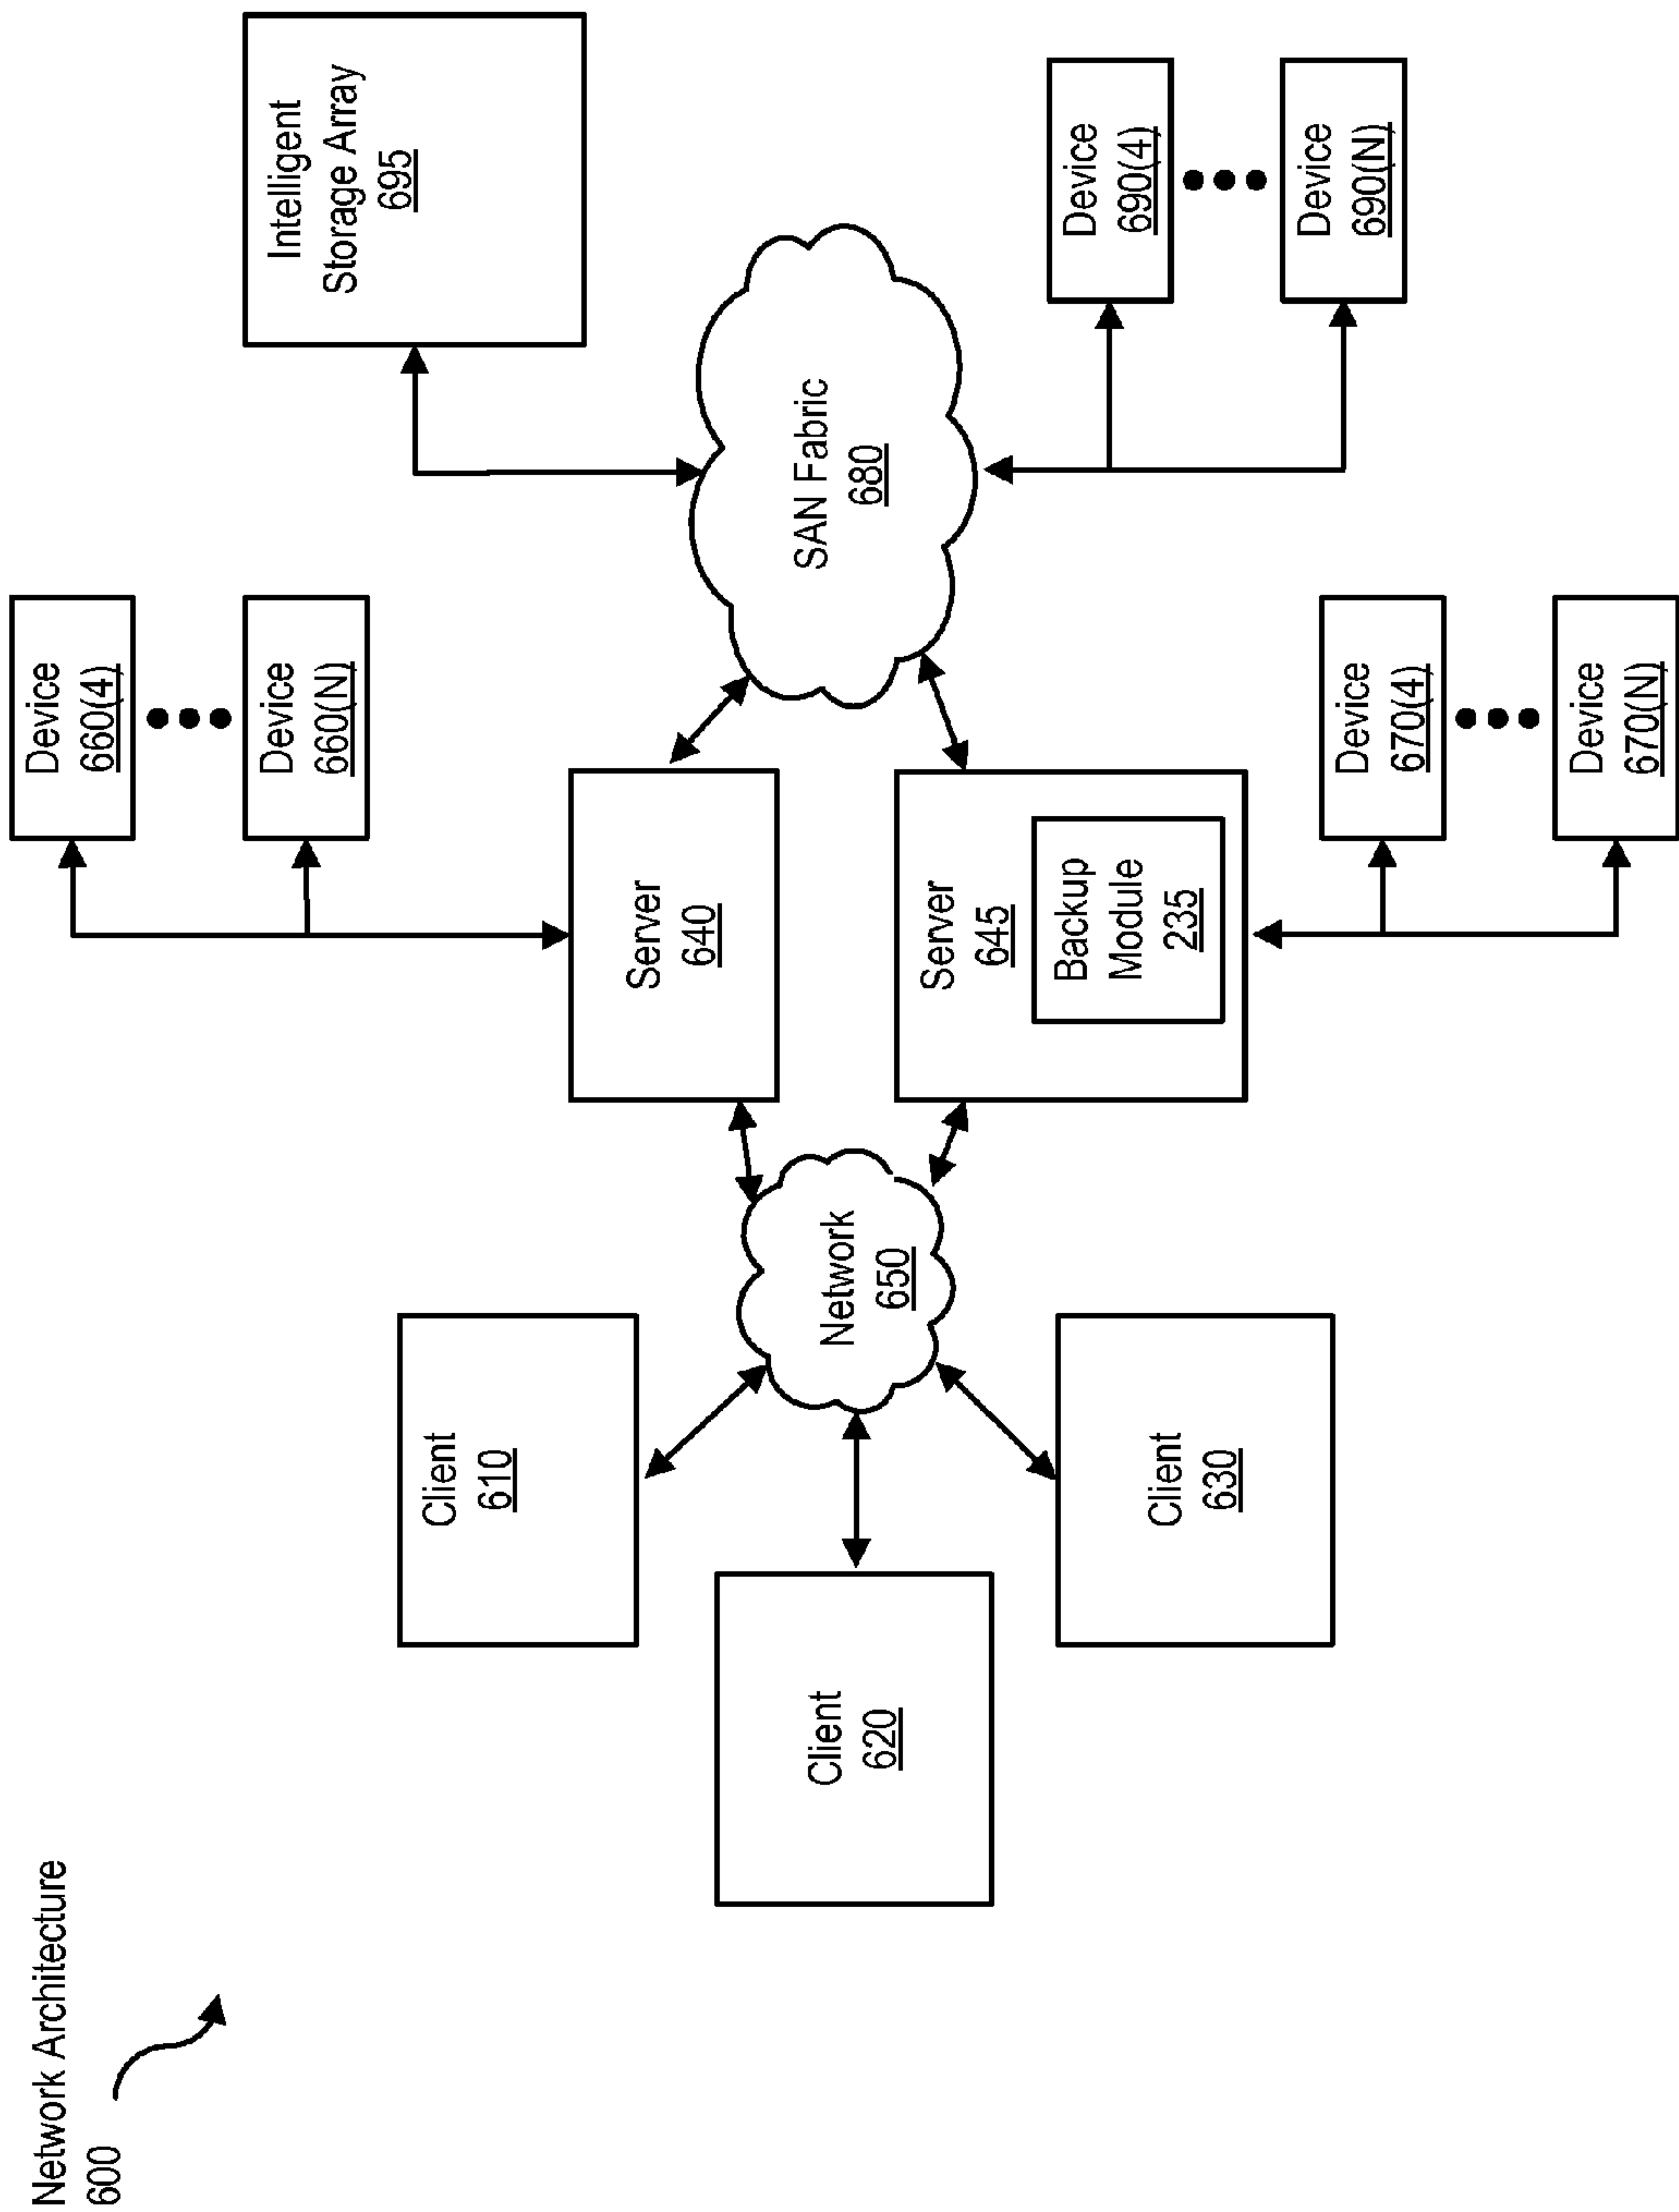 Network Architecture
600
Client
610
Client
620
Client
630
Network
650
Server
640
Server
645
Backup
Module
235
Device
660(4)
Device
660(N)
Device
670(4)
Device
670(N)
SAN Fabric
680
Intelligent
Storage Array
695
Device
690(4)
Device
690(N)